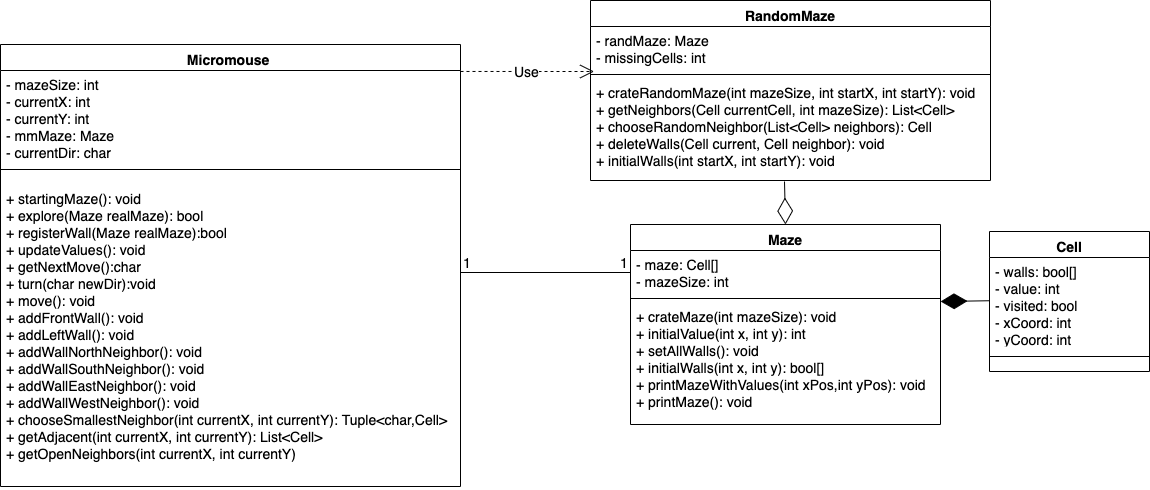 RandomMaze
- randMaze: Maze
- missingCells: int
+ crateRandomMaze(int mazeSize, int startX, int startY): void
+ getNeighbors(Cell currentCell, int mazeSize): List<Cell>
+ chooseRandomNeighbor(List<Cell> neighbors): Cell
+ deleteWalls(Cell current, Cell neighbor): void
+ initialWalls(int startX, int startY): void
Micromouse
- mazeSize: int
- currentX: int
- currentY: int
- mmMaze: Maze
- currentDir: char
+ startingMaze(): void
+ explore(Maze realMaze): bool
+ registerWall(Maze realMaze):bool
+ updateValues(): void
+ getNextMove():char
+ turn(char newDir):void
+ move(): void
+ addFrontWall(): void
+ addLeftWall(): void
+ addWallNorthNeighbor(): void
+ addWallSouthNeighbor(): void
+ addWallEastNeighbor(): void
+ addWallWestNeighbor(): void
+ chooseSmallestNeighbor(int currentX, int currentY): Tuple<char,Cell>
+ getAdjacent(int currentX, int currentY): List<Cell>
+ getOpenNeighbors(int currentX, int currentY)
Use
1
1
Maze
- maze: Cell[]
- mazeSize: int
+ crateMaze(int mazeSize): void
+ initialValue(int x, int y): int
+ setAllWalls(): void
+ initialWalls(int x, int y): bool[]
+ printMazeWithValues(int xPos,int yPos): void
+ printMaze(): void
Cell
- walls: bool[]
- value: int
- visited: bool
- xCoord: int
- yCoord: int